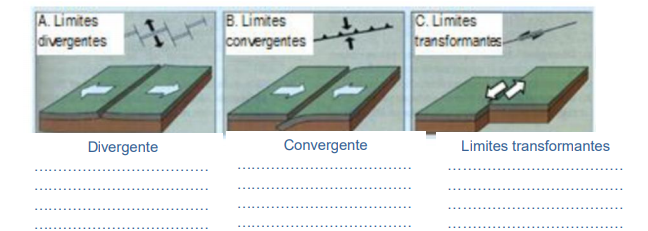 A. Limites
divergentes
B. Limites
convergentes
C. Limites
transformantes
Divergente
Convergente
Limites transformantes